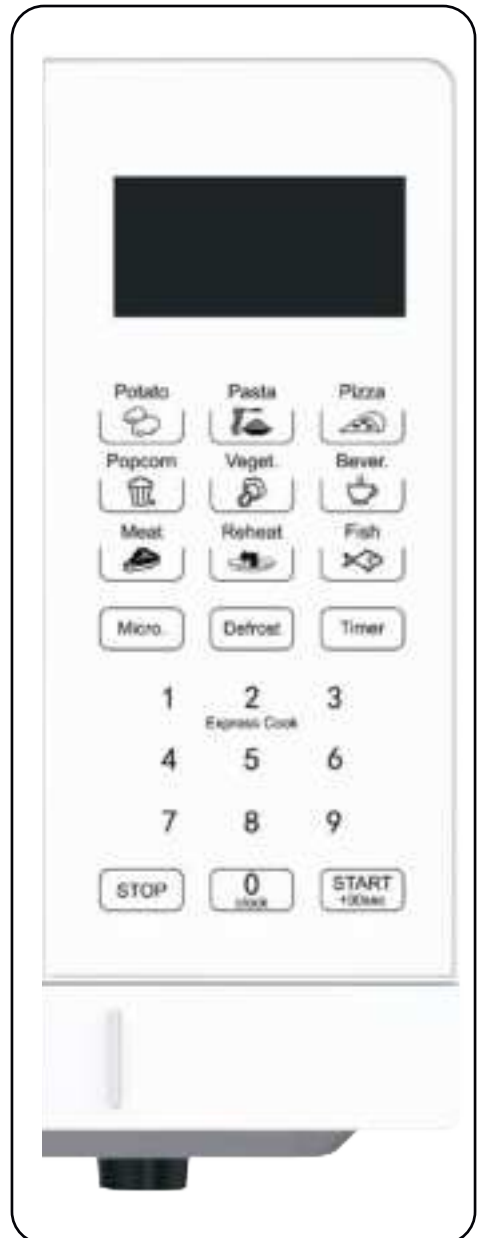 Potato Pasta Pizza
Popcorn Veget. Bever.
Meat Reheat Fish
Micro. Defrost Timer
1 2 3
Express Cook
4 5 6
7 8 9
STOP 0 START
clock